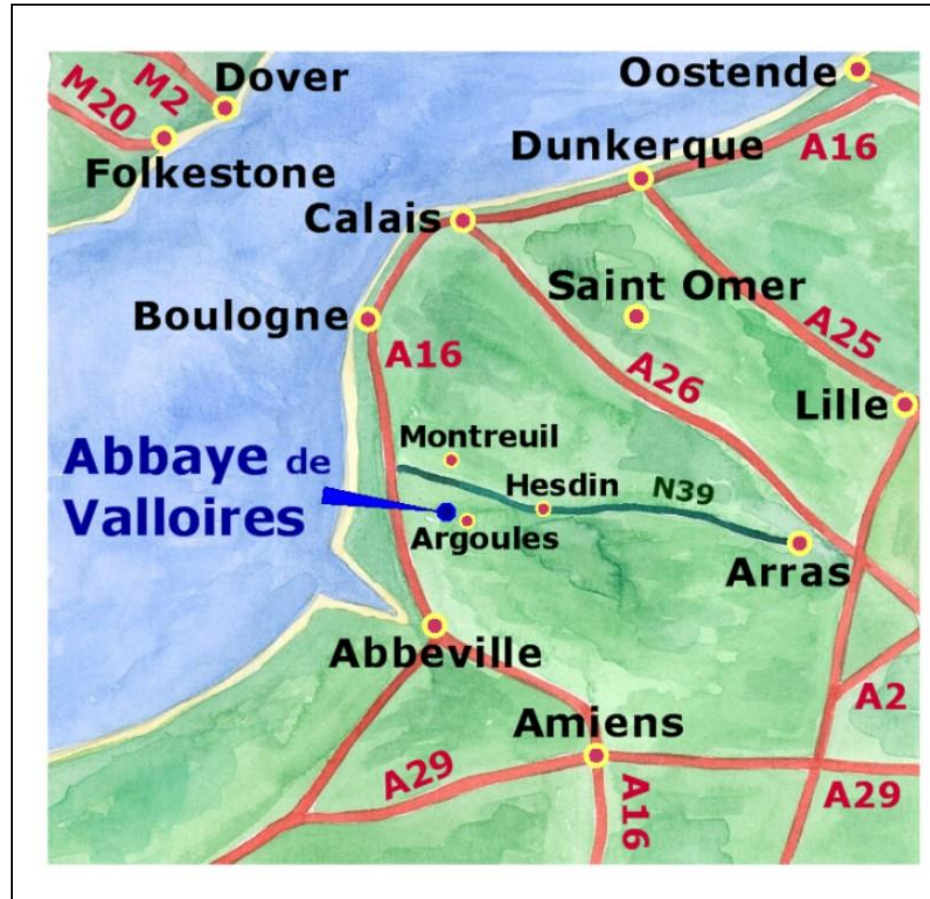 Dover
Oostende
M20
M2
Folkestone
Dunkerque
A16
Calais
Saint Omer
Boulogne
A16
A25
A26
Lille
Montreuil
Abbaye de
Valloires
Hesdin
N39
Argoules
Arras
Abbeville
A2
Amiens
A29
A16
A29